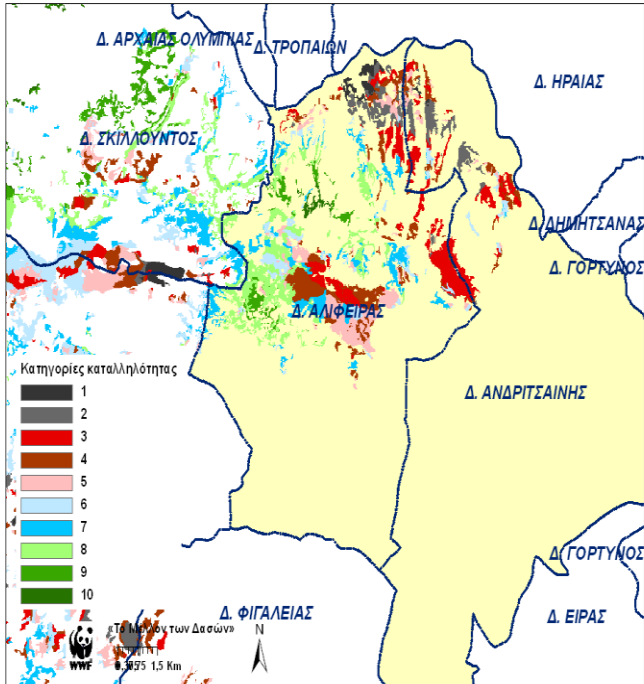 Δ. ΑΡΧΑΙΑΣ ΟΛΥΜΠΙΑΣ
Δ. ΤΡΟΠΑΙΩΝ
Δ. ΗΡΑΙΑΣ
Δ. ΣΚΙΛΛΟΥΝΤΟΣ
Δ. ΔΗΜΗΤΣΑΝΑΣ
Δ. ΓΟΡΤΥΝΟΣ
Δ. ΑΛΙΦΕΙΡΑΣ
Κατηγορίες καταλληλότητας
1
2
3
4
5
6
7
8
9
10
Δ. ΑΝΔΡΙΤΣΑΙΝΗΣ
Δ. ΓΟΡΤΥΝΟΣ
Δ. ΦΙΓΑΛΕΙΑΣ
Δ. ΕΙΡΑΣ
«Το Μέλλον των Δασών»
N
WWF
1,5 Km